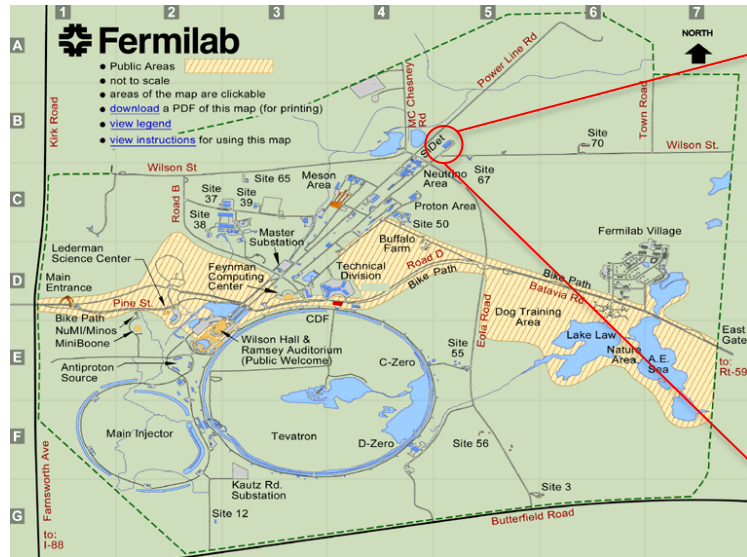 1
2
3
4
5
6
7
A
B
C
D
E
F
G
Fermilab
Public Areas
not to scale
areas of the map are clickable
download a PDF of this map (for printing)
view legend
view instructions for using this map
NORTH
Kirk Road
MC Chesney Rd
Power Line Rd
Town Road
Site 70
Wilson St.
SiDet
Wilson St
Site 65
Meson Area
Neutrino Area
Site 67
Road B
Site 37
Site 39
Site 38
Proton Area
Site 50
Master Substation
Buffalo Farm
Fermilab Village
Lederman Science Center
Feynman Computing Center
Technical Division
Road D
Bike Path
Main Entrance
Pine St.
Bike Path
Batavia Rd
Dog Training Area
Eola Road
Bike Path
NuMI/Minos
MiniBoone
CDF
Wilson Hall &
Ramsey Auditorium
(Public Welcome)
Lake Law
Nature Area
A.E. Sea
East Gate
to:
Rt-59
Antiproton Source
C-Zero
Site 55
Main Injector
Tevatron
D-Zero
Site 56
Kautz Rd.
Substation
Site 3
Site 12
Butterfield Road
Farnsworth Ave
to:
I-88